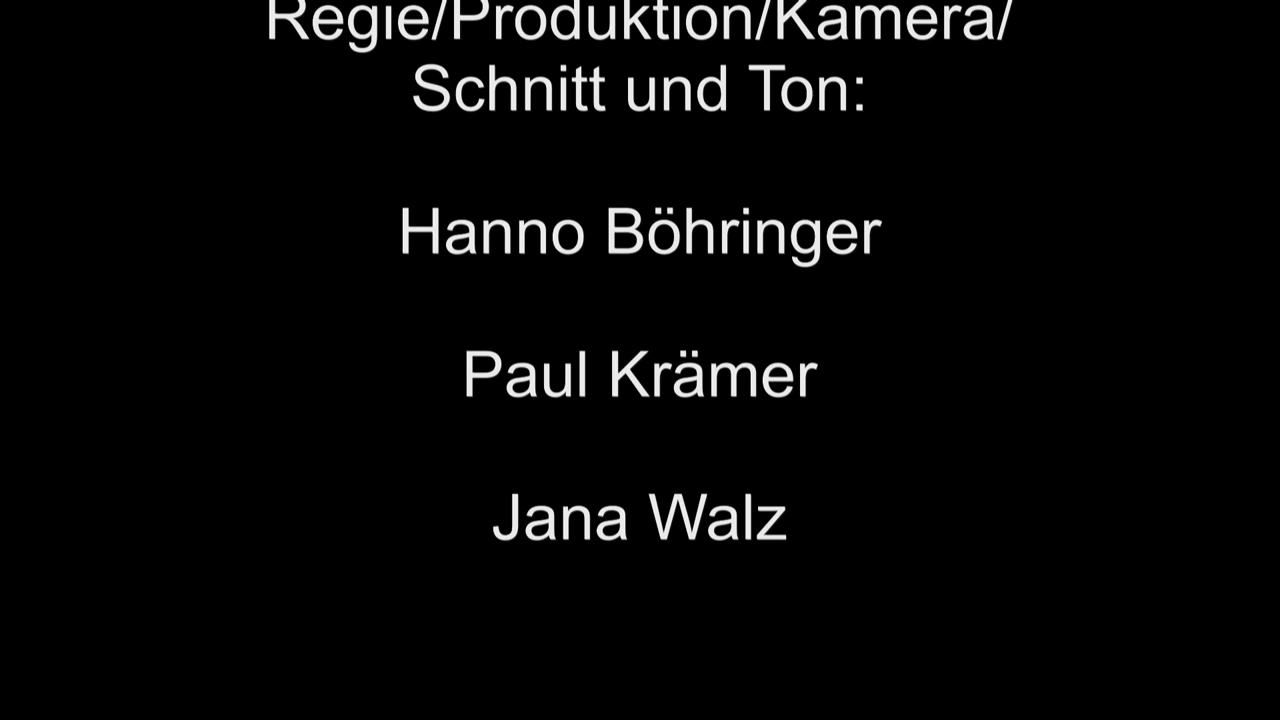 Regie/Produktion/Kamera/
Schnitt und Ton:
Hanno Böhringer
Paul Krämer
Jana Walz